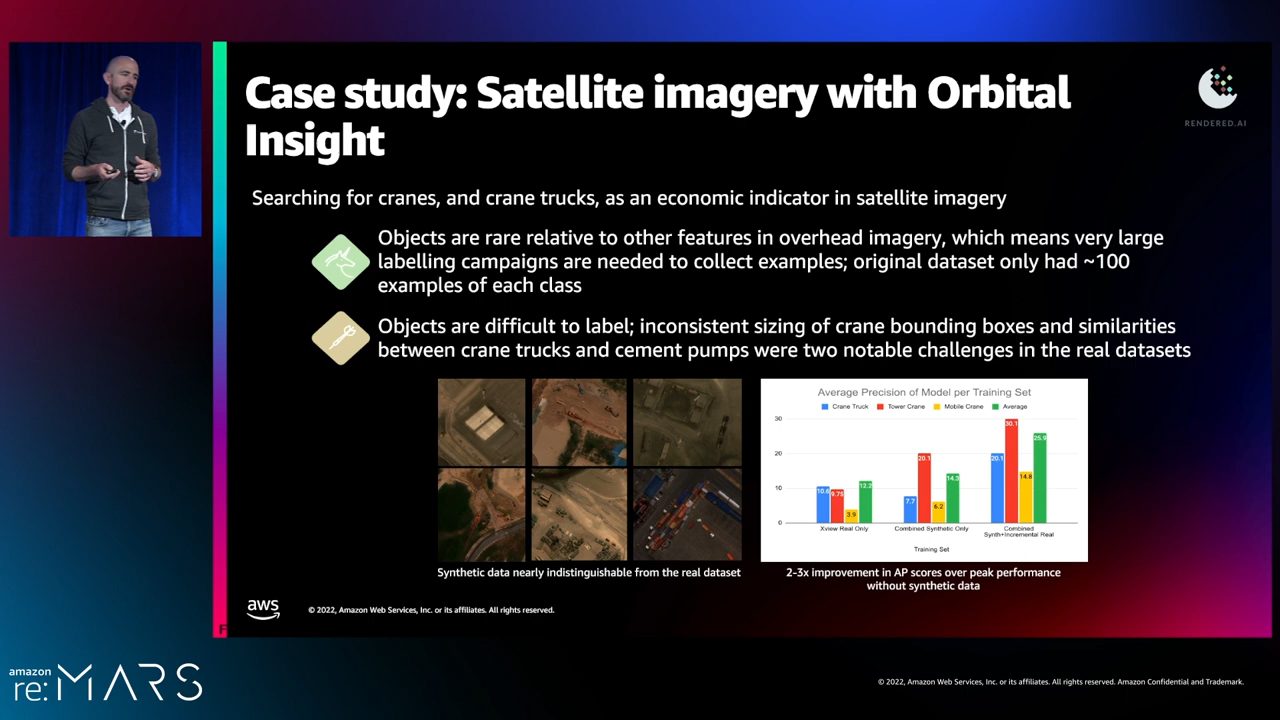 Case study: Satellite imagery with Orbital
Insight
RENDERED.AI
Searching for cranes, and crane trucks, as an economic indicator in satellite imagery
Objects are rare relative to other features in overhead imagery, which means very large
labelling campaigns are needed to collect examples; original dataset only had ~100
examples of each class
Objects are difficult to label; inconsistent sizing of crane bounding boxes and similarities
between crane trucks and cement pumps were two notable challenges in the real datasets
Average Precision of Model per Training Set
Crane Truck Tower Crane Mobile Crane Average
30
20
10
0
10.6 9.75 3.9 12.2
7.7 20.1 6.2 14.3
20.1 30.1 14.8 25.9
Xview Real Only
Combined Synthetic Only
Combined
Synth+Incremental Real
Training Set
Synthetic data nearly indistinguishable from the real dataset
2-3x improvement in AP scores over peak performance
without synthetic data
aws
© 2022, Amazon Web Services, Inc. or its affiliates. All rights reserved.
F
amazon
re:MARS
© 2022, Amazon Web Services, Inc. or its affiliates. All rights reserved. Amazon Confidential and Trademark.